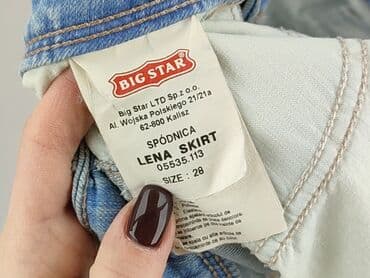 BIG STAR
Big Star LTD Sp.z o.o.
Al. Wojska Polskiego 21/21a
62-800 Kalisz
SPÓDNICA
LENA SKIRT
05535.113
SIZE : 28